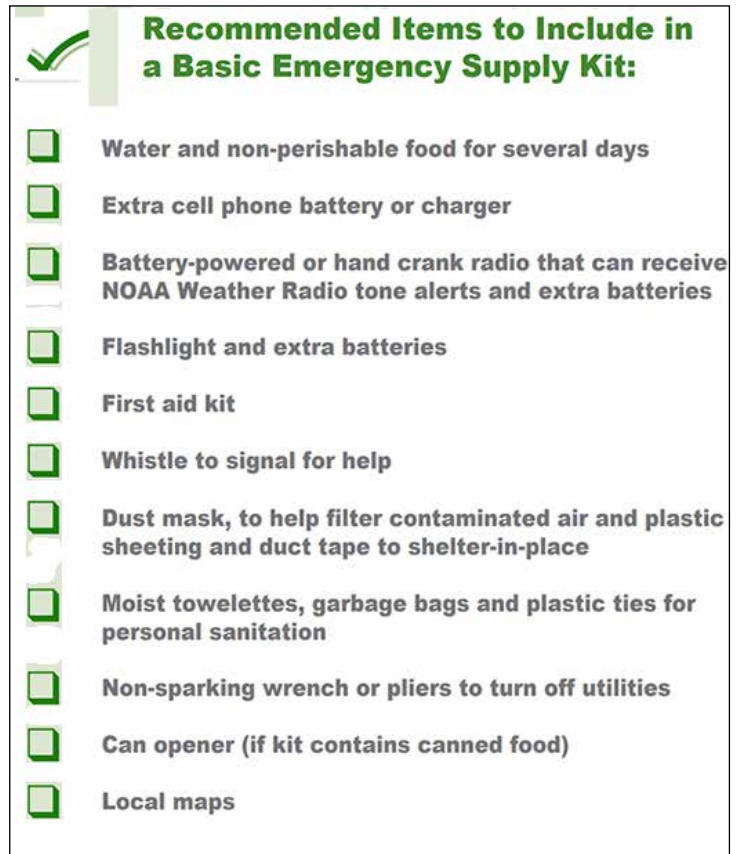 Recommended Items to Include in
a Basic Emergency Supply Kit:
Water and non-perishable food for several days
Extra cell phone battery or charger
Battery-powered or hand crank radio that can receive
NOAA Weather Radio tone alerts and extra batteries
Flashlight and extra batteries
First aid kit
Whistle to signal for help
Dust mask, to help filter contaminated air and plastic
sheeting and duct tape to shelter-in-place
Moist towelettes, garbage bags and plastic ties for
personal sanitation
Non-sparking wrench or pliers to turn off utilities
Can opener (if kit contains canned food)
Local maps